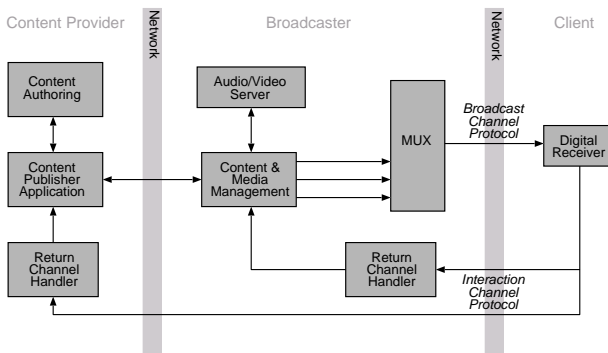 Content Provider
Network
Broadcaster
Network
Client
Content
Authoring
Audio/Video
Server
MUX
Broadcast
Channel
Protocol
Digital
Receiver
Content
Publisher
Application
Content &
Media
Management
Return
Channel
Handler
Return
Channel
Handler
Interaction
Channel
Protocol